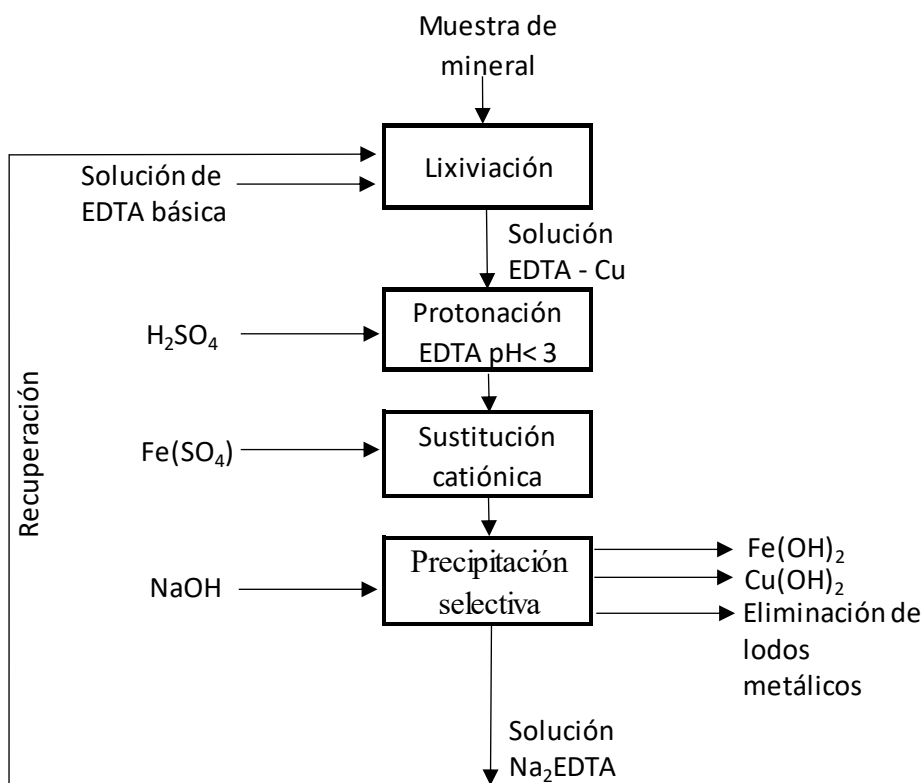 Muestra de
mineral
Lixiviación
Solución de
EDTA básica
Solución
EDTA - Cu
Protonación
EDTA pH< 3
H₂SO₄
Sustitución
catiónica
Fe(SO₄)
Recuperación
Precipitación
selectiva
NaOH
Fe(OH)₂
Cu(OH)₂
Eliminación de
lodos
metálicos
Solución
Na₂EDTA